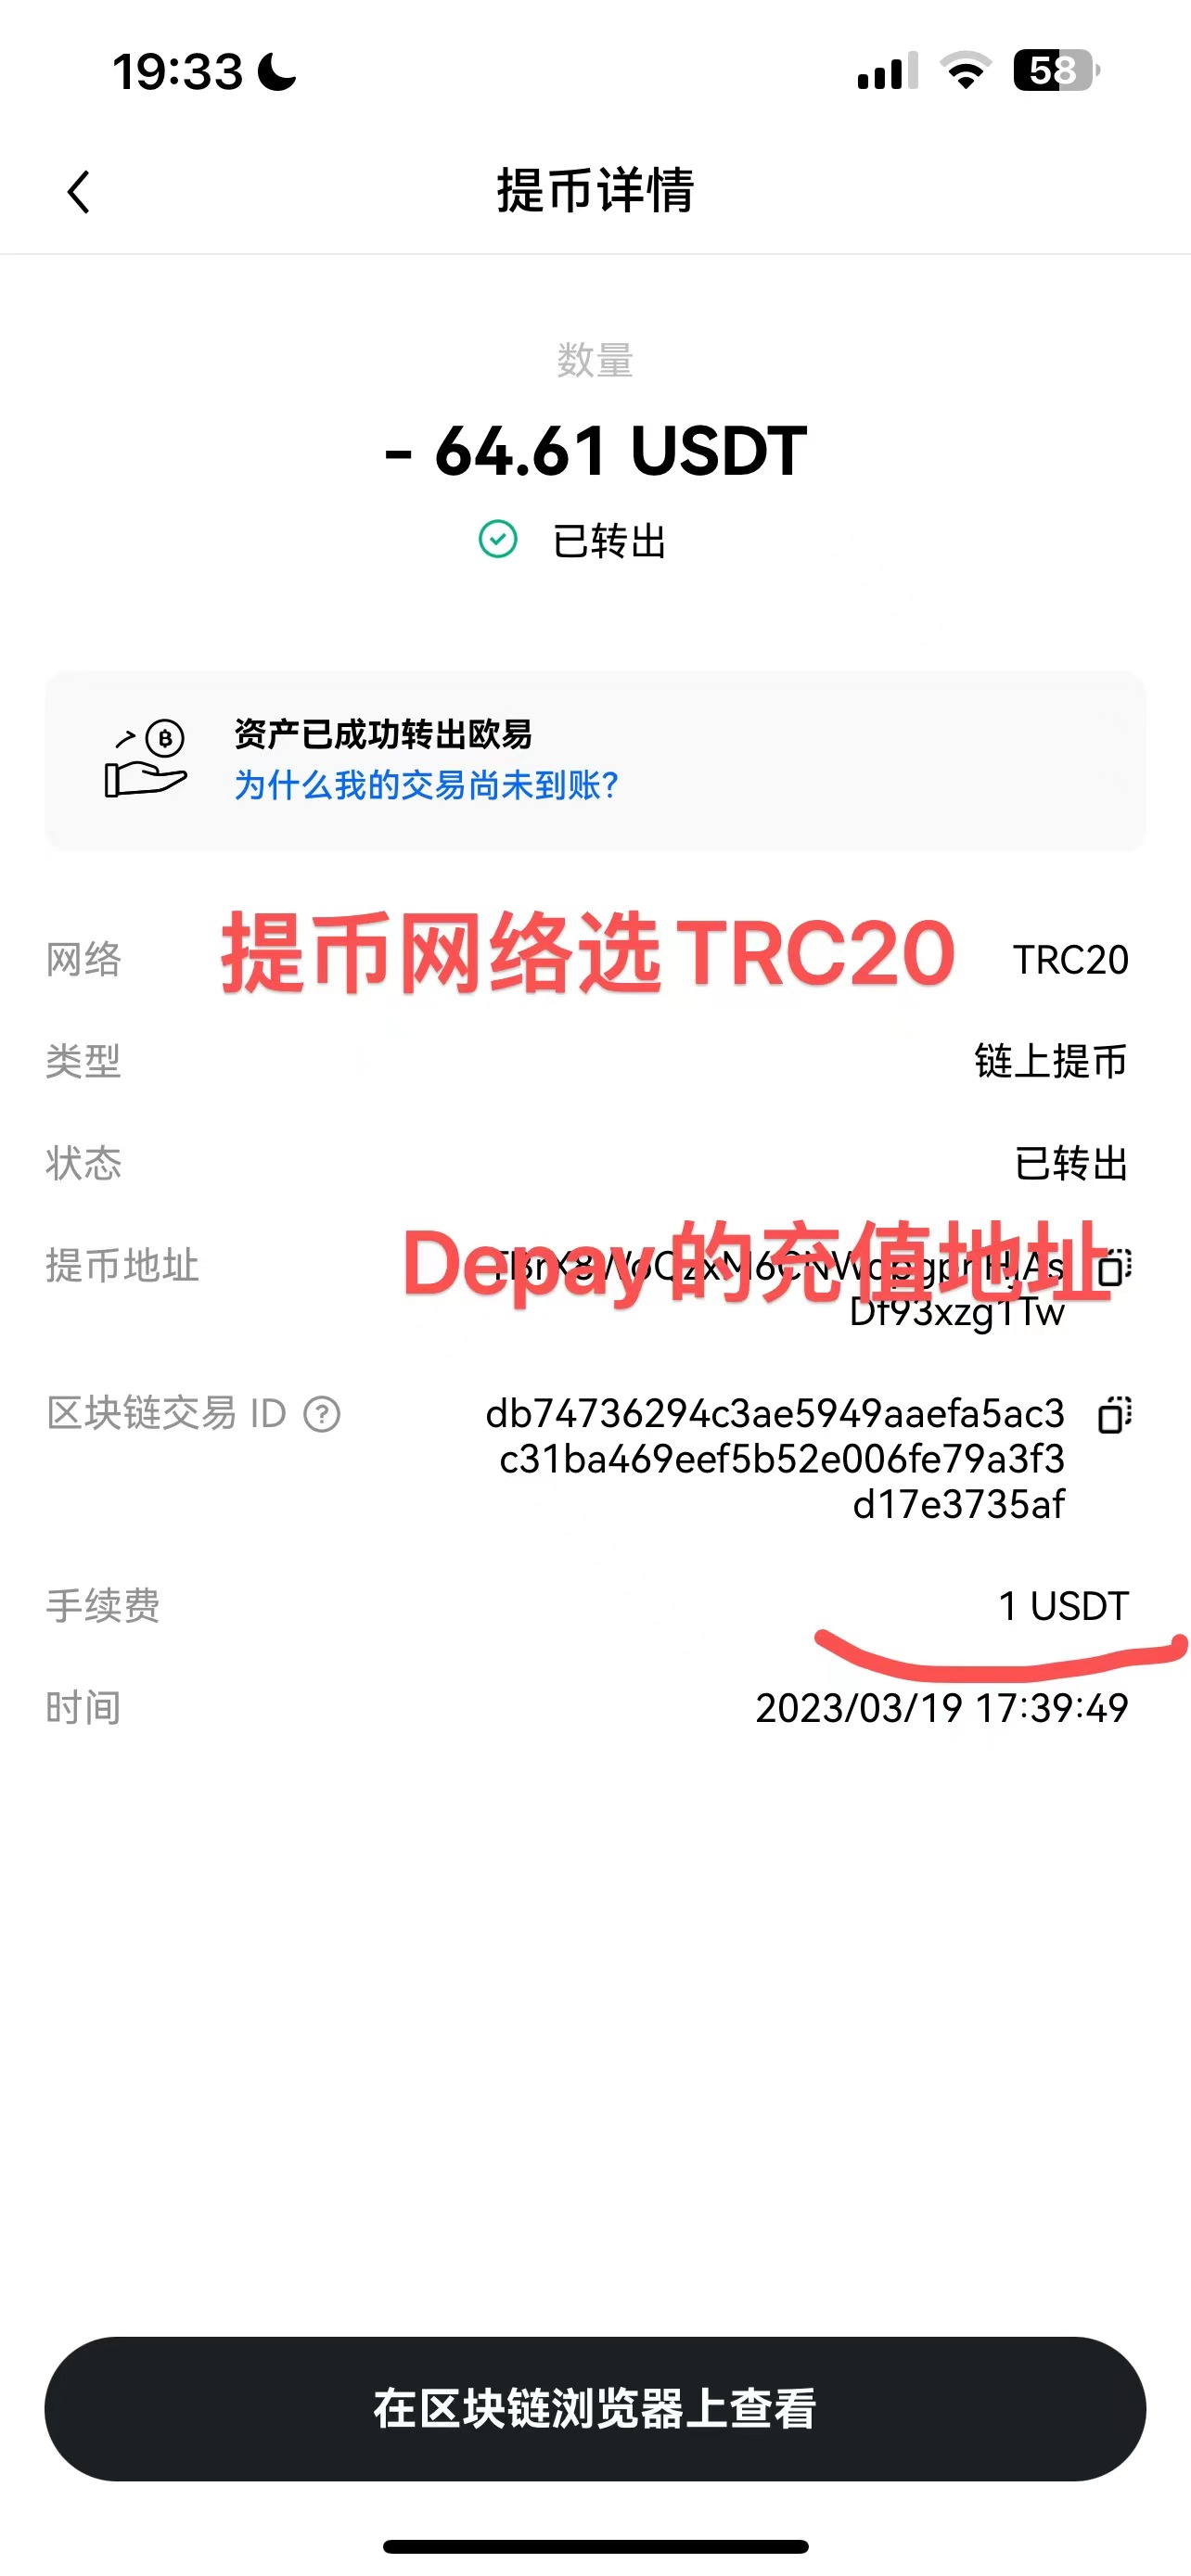 19:33
58
提币详情
数量
- 64.61 USDT
已转出
资产已成功转出欧易
为什么我的交易尚未到账?
网络
提币网络选TRC20
TRC20
类型
链上提币
状态
已转出
提币地址
Depay的充值地址
Df93xzg1Tw
区块链交易 ID
db74736294c3ae5949aaefa5ac3
c31ba469eef5b52e006fe79a3f3
d17e3735af
手续费
1 USDT
时间
2023/03/19 17:39:49
在区块链浏览器上查看